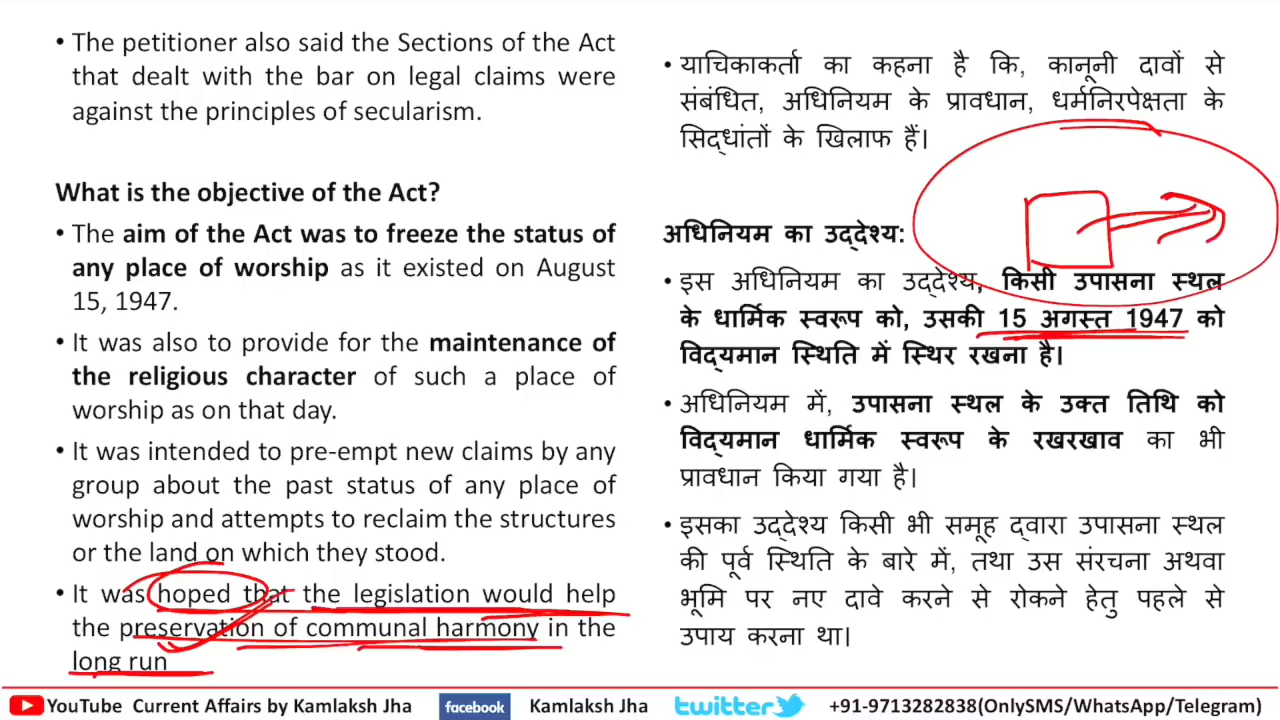 • The petitioner also said the Sections of the Act
that dealt with the bar on legal claims were
against the principles of secularism.
What is the objective of the Act?
• The aim of the Act was to freeze the status of
any place of worship as it existed on August
15, 1947.
• It was also to provide for the maintenance of
the religious character of such a place of
worship as on that day.
• It was intended to pre-empt new claims by any
group about the past status of any place of
worship and attempts to reclaim the structures
or the land on which they stood.
• It was hoped that the legislation would help
the preservation of communal harmony in the
long run
• याचिकाकर्ता का कहना है कि, कानूनी दावों से
संबंधित, अधिनियम के प्रावधान, धर्मनिरपेक्षता के
सिद्धांतों के खिलाफ हैं।
अधिनियम का उद्देश्य:
• इस अधिनियम का उद्देश्य, किसी उपासना स्थल
के धार्मिक स्वरूप को, उसकी 15 अगस्त 1947 को
विद्यमान स्थिति में स्थिर रखना है।
• अधिनियम में, उपासना स्थल के उक्त तिथि को
विद्यमान धार्मिक स्वरूप के रखरखाव का भी
प्रावधान किया गया है।
• इसका उद्देश्य किसी भी समूह द्वारा उपासना स्थल
की पूर्व स्थिति के बारे में, तथा उस संरचना अथवा
भूमि पर नए दावे करने से रोकने हेतु पहले से
उपाय करना था।
YouTube Current Affairs by Kamlaksh Jha facebook Kamlaksh Jha twitter +91-9713282838(OnlySMS/WhatsApp/Telegram)